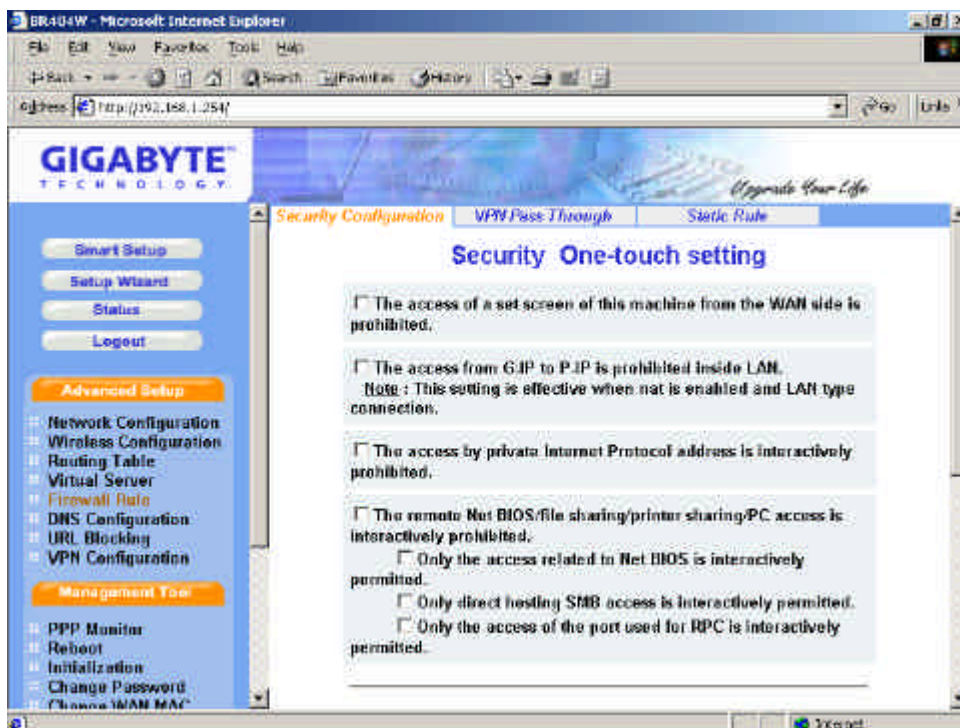 BR404W - Microsoft Internet Explorer
File Edit View Favorites Tools Help
Back Search Favorites History
Address http://192.168.1.254/ Go Links
GIGABYTE™
TECHNOLOGY
Upgrade Your Life
Security Configuration VPN Pass Through Static Rule
Smart Setup
Setup Wizard
Status
Logout
Advanced Setup
Network Configuration
Wireless Configuration
Routing Table
Virtual Server
Firewall Rule
DNS Configuration
URL Blocking
VPN Configuration
Management Tool
PPP Monitor
Reboot
Initialization
Change Password
Change WAN MAC
Security One-touch setting
The access of a set screen of this machine from the WAN side is
prohibited.
The access from G.IP to P.IP is prohibited inside LAN.
Note : This setting is effective when nat is enabled and LAN type
connection.
The access by private Internet Protocol address is interactively
prohibited.
The remote Net BIOS/file sharing/printer sharing/PC access is
interactively prohibited.
Only the access related to Net BIOS is interactively
permitted.
Only direct hosting SMB access is interactively permitted.
Only the access of the port used for RPC is interactively
permitted.
Internet